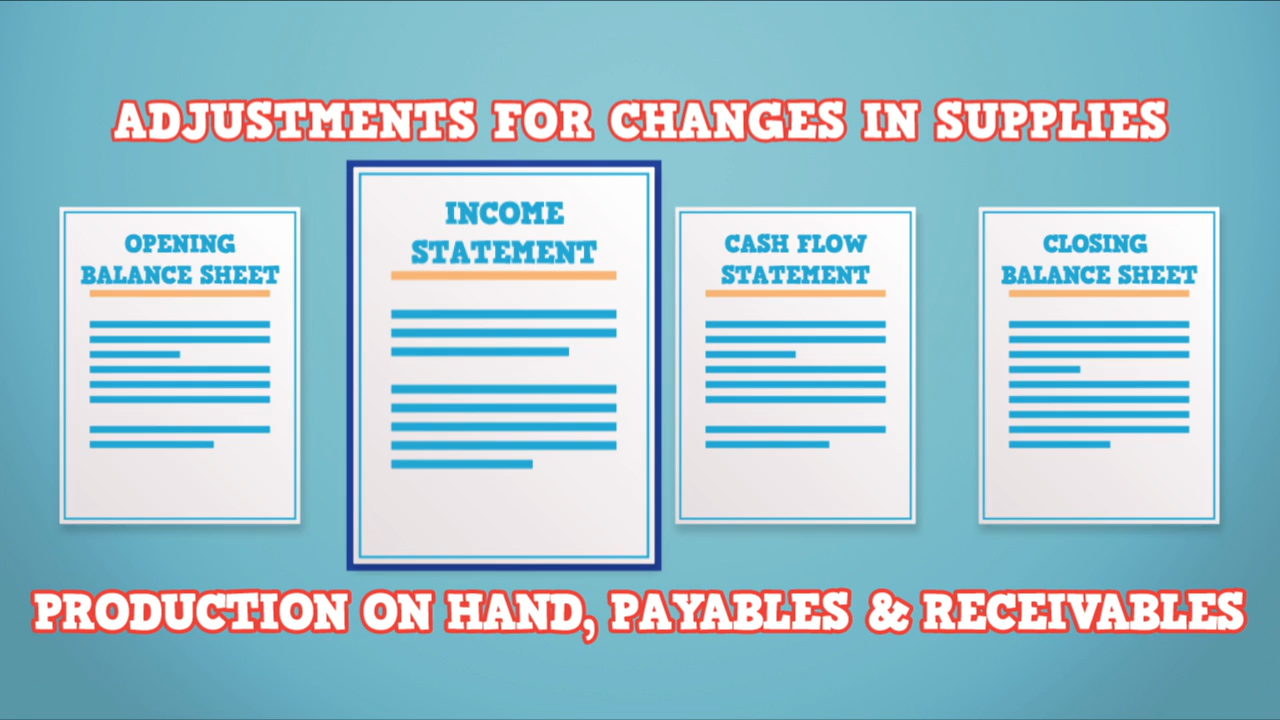 ADJUSTMENTS FOR CHANGES IN SUPPLIES
OPENING
BALANCE SHEET
INCOME
STATEMENT
CASH FLOW
STATEMENT
CLOSING
BALANCE SHEET
PRODUCTION ON HAND, PAYABLES & RECEIVABLES